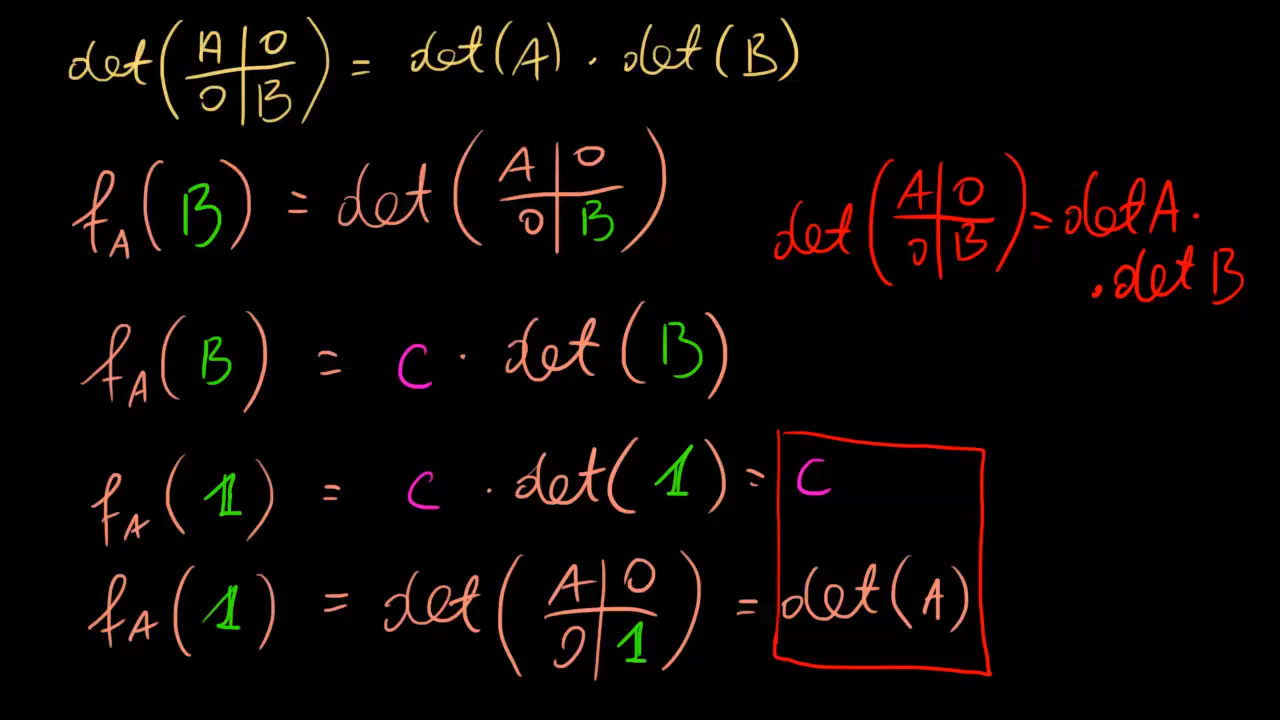 det(A|0 / 0|B) = det(A) · det(B)
f_A(B) = det(A|0 / 0|B)
det(A|0 / 0|B) = det A ·
· det B
f_A(B) = c · det(B)
f_A(1) = c · det(1) = c
f_A(1) = det(A|0 / 0|1) = det(A)